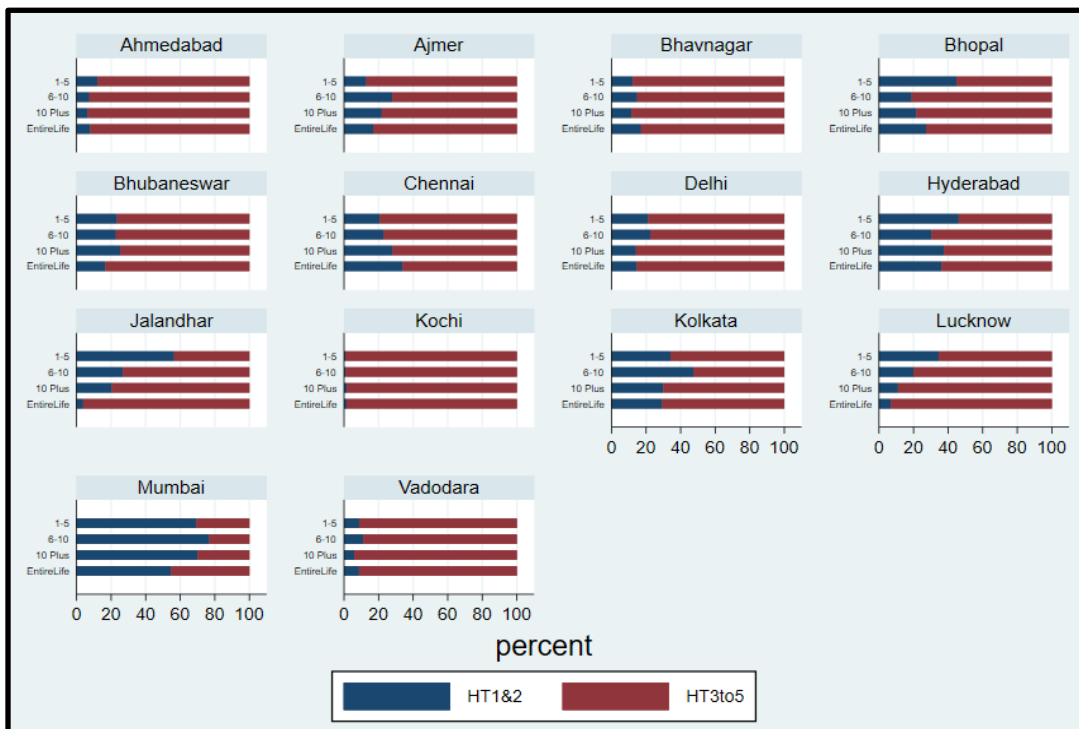 Ahmedabad Ajmer Bhavnagar Bhopal
1-5 1-5 1-5 1-5
6-10 6-10 6-10 6-10
10 Plus 10 Plus 10 Plus 10 Plus
EntireLife EntireLife EntireLife EntireLife
Bhubaneswar Chennai Delhi Hyderabad
1-5 1-5 1-5 1-5
6-10 6-10 6-10 6-10
10 Plus 10 Plus 10 Plus 10 Plus
EntireLife EntireLife EntireLife EntireLife
Jalandhar Kochi Kolkata Lucknow
1-5 1-5 1-5 1-5
6-10 6-10 6-10 6-10
10 Plus 10 Plus 10 Plus 10 Plus
EntireLife EntireLife EntireLife EntireLife
0 20 40 60 80 100 0 20 40 60 80 100
Mumbai Vadodara
1-5 1-5
6-10 6-10
10 Plus 10 Plus
EntireLife EntireLife
0 20 40 60 80 100 0 20 40 60 80 100
percent
HT1&2 HT3to5